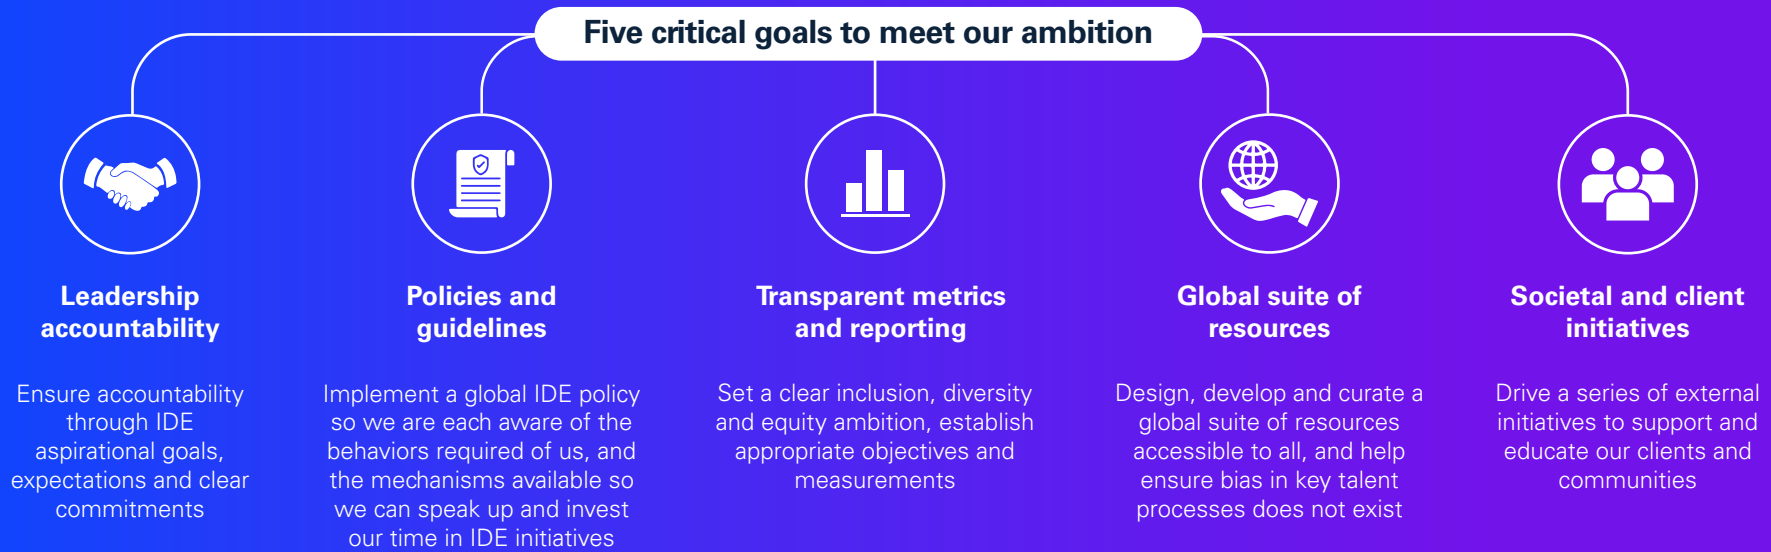 Five critical goals to meet our ambition
Leadership
accountability
Ensure accountability
through IDE
aspirational goals,
expectations and clear
commitments
Policies and
guidelines
Implement a global IDE policy
so we are each aware of the
behaviors required of us, and
the mechanisms available so
we can speak up and invest
our time in IDE initiatives
Transparent metrics
and reporting
Set a clear inclusion, diversity
and equity ambition, establish
appropriate objectives and
measurements
Global suite of
resources
Design, develop and curate a
global suite of resources
accessible to all, and help
ensure bias in key talent
processes does not exist
Societal and client
initiatives
Drive a series of external
initiatives to support and
educate our clients and
communities